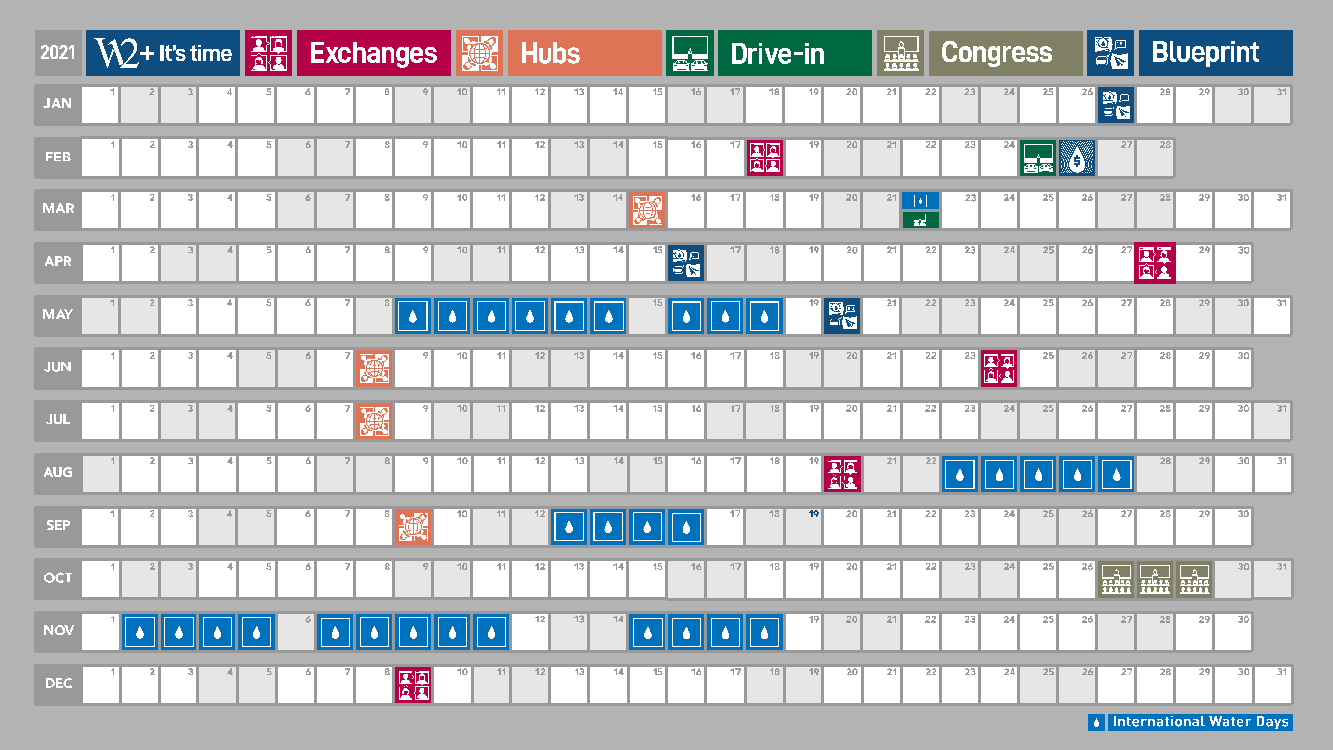 2021 W2+ It's time Exchanges Hubs Drive-in Congress Blueprint
JAN 1 2 3 4 5 6 7 8 9 10 11 12 13 14 15 16 17 18 19 20 21 22 23 24 25 26 28 29 30 31
FEB 1 2 3 4 5 6 7 8 9 10 11 12 13 14 15 16 17 19 20 21 22 23 24 $ 27 28
MAR 1 2 3 4 5 6 7 8 9 10 11 12 13 14 16 17 18 19 20 21 23 24 25 26 27 28 29 30 31
APR 1 2 3 4 5 6 7 8 9 10 11 12 13 14 15 17 18 19 20 21 22 23 24 25 26 27 29 30
MAY 1 2 3 4 5 6 7 8 15 19 21 22 23 24 25 26 27 28 29 30 31
JUN 1 2 3 4 5 6 7 9 10 11 12 13 14 15 16 17 18 19 20 21 22 23 25 26 27 28 29 30
JUL 1 2 3 4 5 6 7 9 10 11 12 13 14 15 16 17 18 19 20 21 22 23 24 25 26 27 28 29 30 31
AUG 1 2 3 4 5 6 7 8 9 10 11 12 13 14 15 16 17 18 19 21 22 28 29 30 31
SEP 1 2 3 4 5 6 7 8 10 11 12 17 18 19 20 21 22 23 24 25 26 27 28 29 30
OCT 1 2 3 4 5 6 7 8 9 10 11 12 13 14 15 16 17 18 19 20 21 22 23 24 25 26 30 31
NOV 1 6 12 13 14 19 20 21 22 23 24 25 26 27 28 29 30
DEC 1 2 3 4 5 6 7 8 10 11 12 13 14 15 16 17 18 19 20 21 22 23 24 25 26 27 28 29 30 31
International Water Days